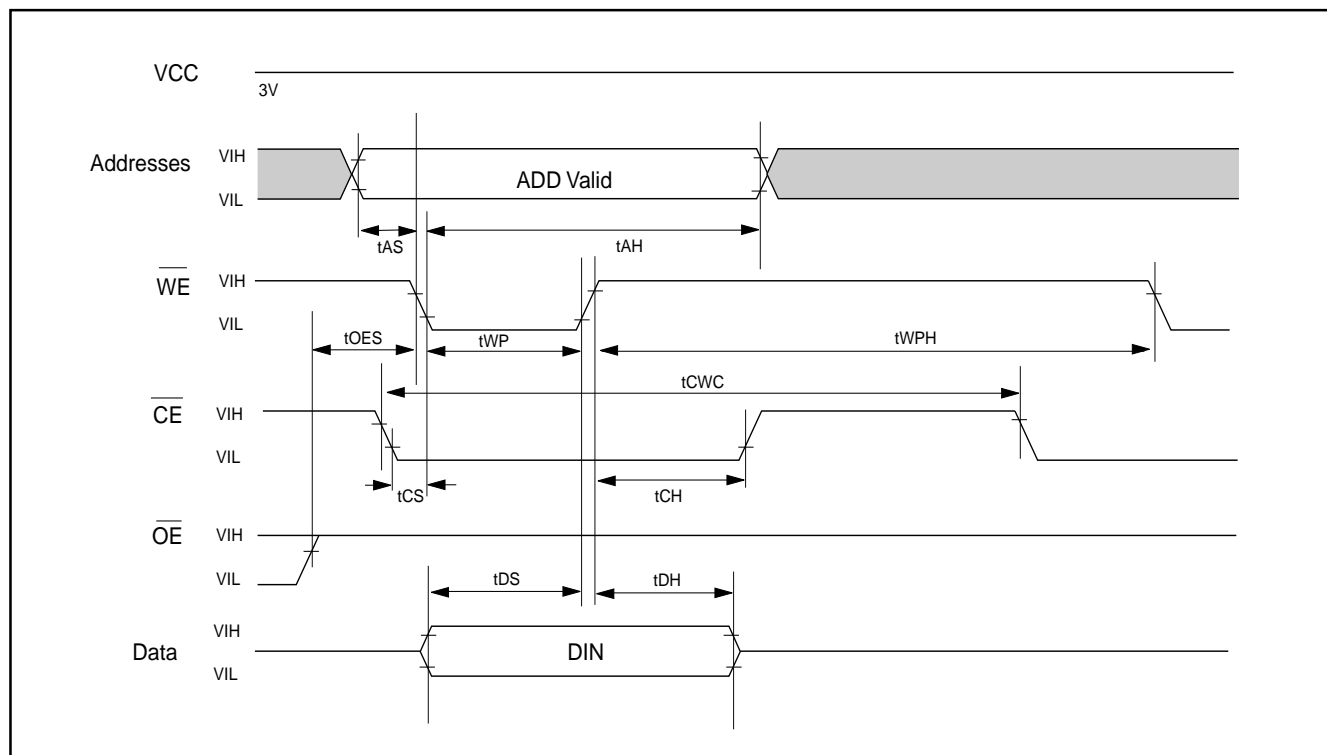 VCC
3V
Addresses
VIH
VIL
ADD Valid
tAS
tAH
WE
VIH
VIL
tOES
tWP
tWPH
tCWC
CE
VIH
VIL
tCS
tCH
OE
VIH
VIL
tDS
tDH
Data
VIH
VIL
DIN